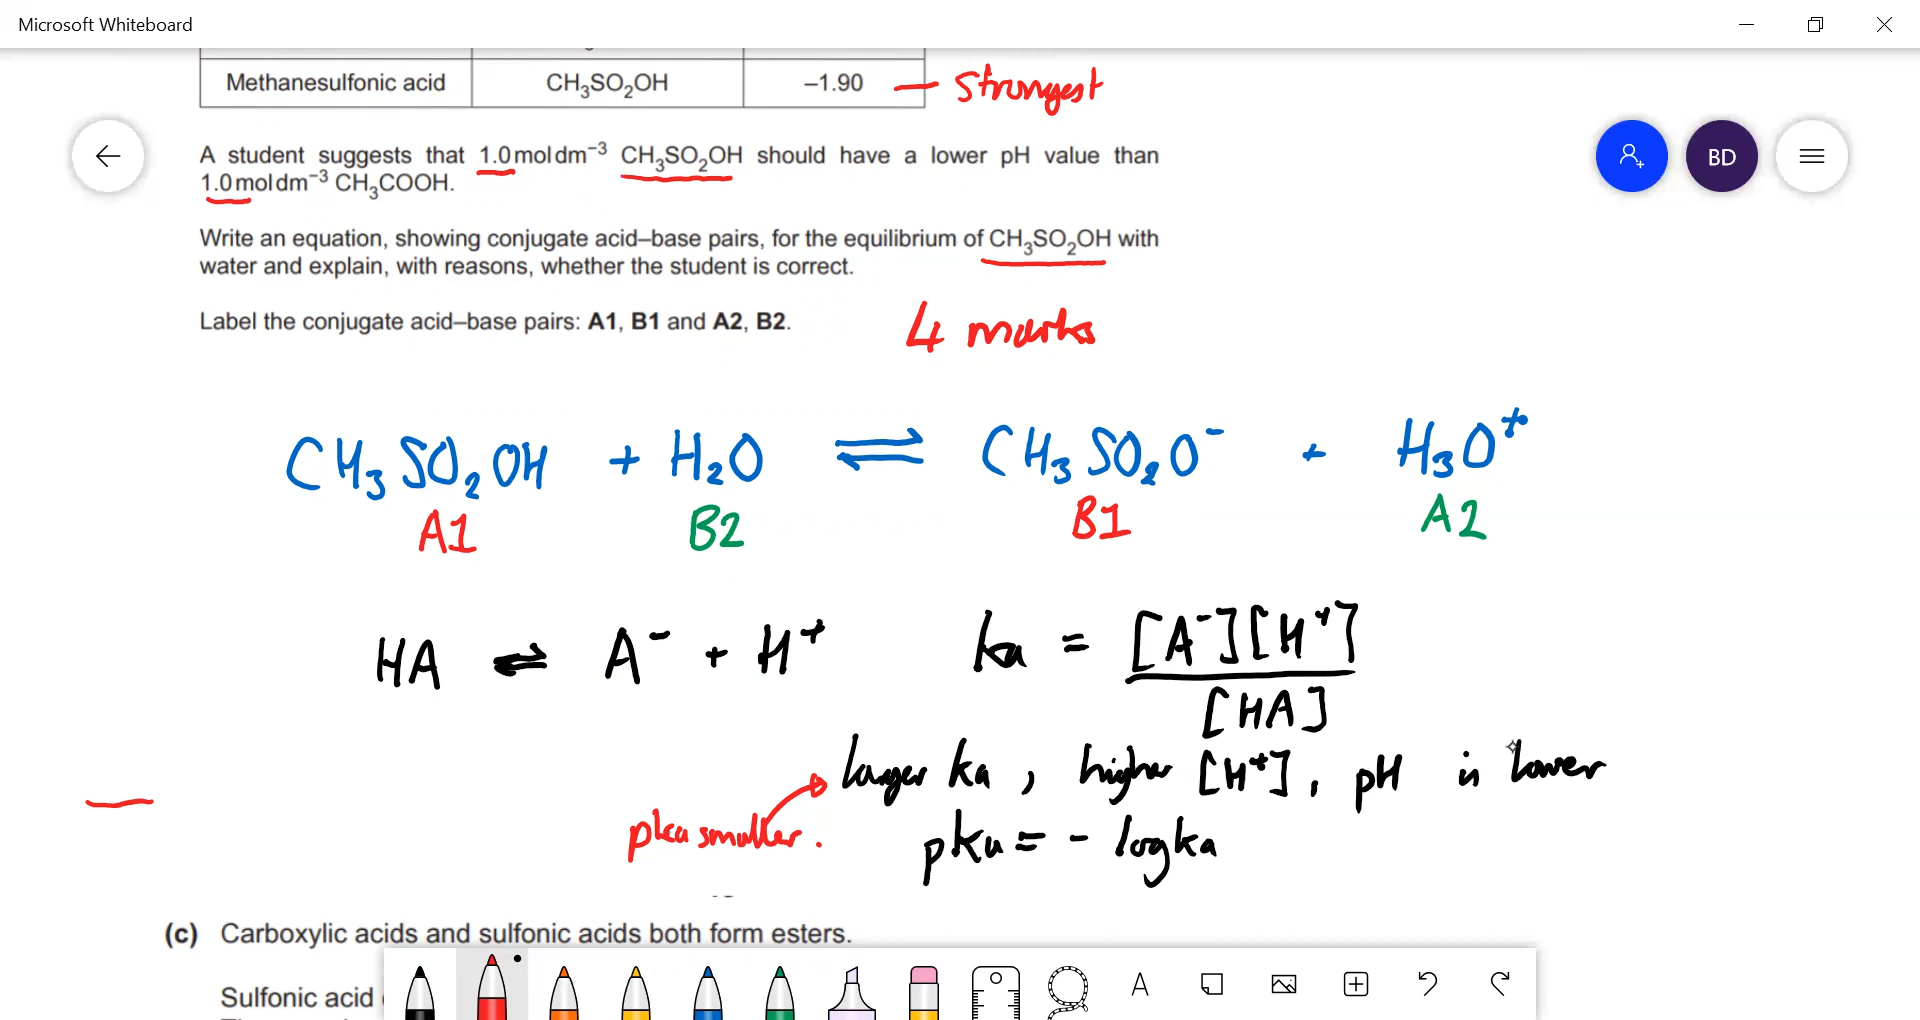 Microsoft Whiteboard
Methanesulfonic acid CH₃SO₂OH –1.90 — Strongest
A student suggests that 1.0 mol dm⁻³ CH₃SO₂OH should have a lower pH value than
1.0 mol dm⁻³ CH₃COOH.
BD
Write an equation, showing conjugate acid–base pairs, for the equilibrium of CH₃SO₂OH with
water and explain, with reasons, whether the student is correct.
Label the conjugate acid–base pairs: A1, B1 and A2, B2.
4 marks
CH₃SO₂OH + H₂O ⇌ CH₃SO₂O⁻ + H₃O⁺
A1 B2 B1 A2
HA ⇌ A⁻ + H⁺ ka = [A⁻][H⁺]
[HA]
larger ka, higher [H⁺], pH is lower
pka smaller.
pka = - log ka
(c) Carboxylic acids and sulfonic acids both form esters.
Sulfonic acid